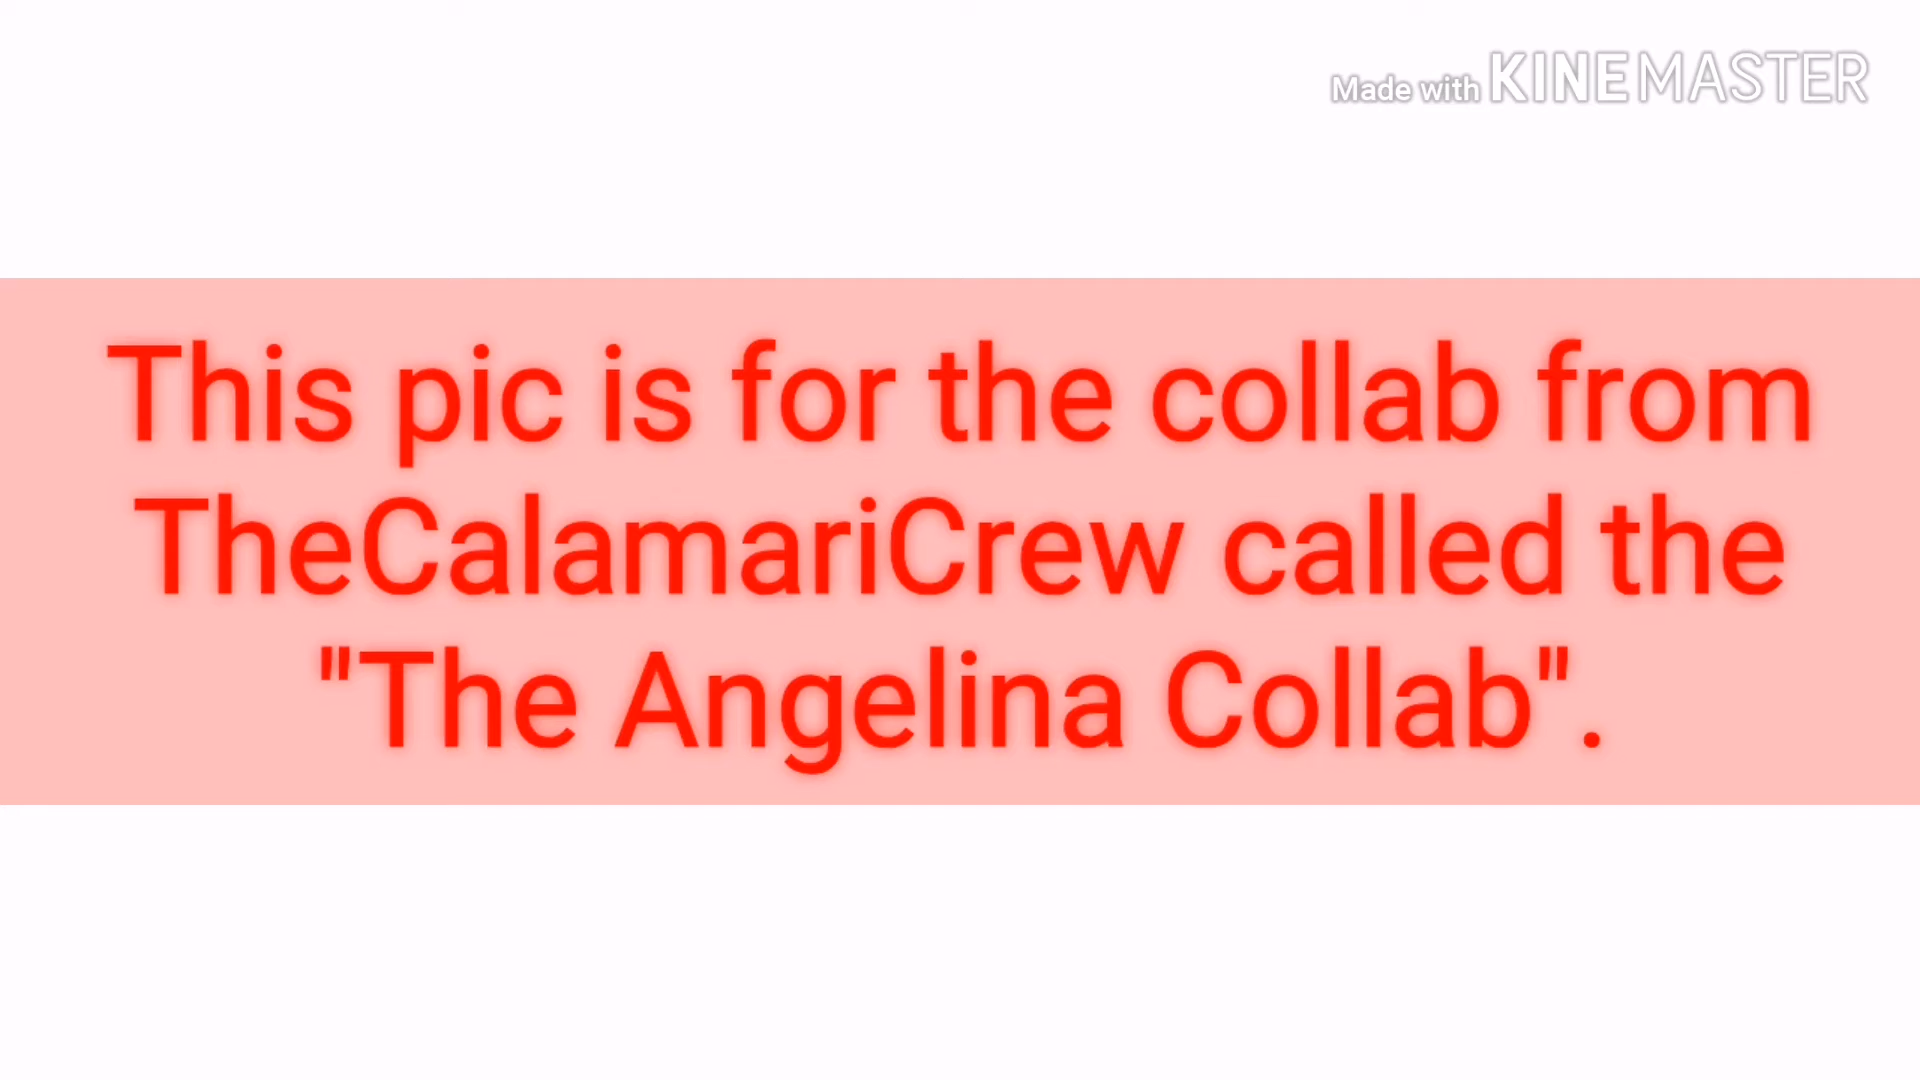 Made with KINEMASTER
This pic is for the collab from
TheCalamariCrew called the
"The Angelina Collab".